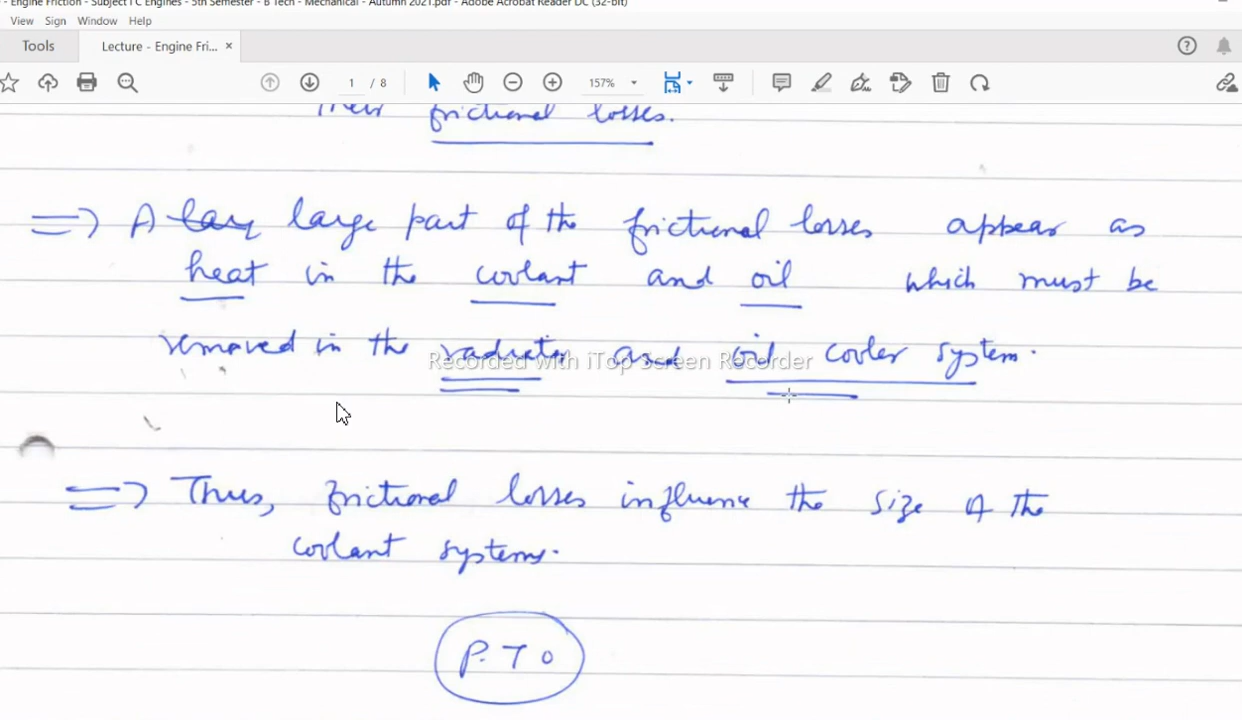 - Engine Friction - Subject I C Engines - 5th Semester - B Tech - Mechanical - Autumn 2021.pdf - Adobe Acrobat Reader DC (32-bit)
View Sign Window Help
Tools Lecture - Engine Fri... ×
1 / 8 157%
their frictional losses.
=> A large part of the frictional losses appear as
heat in the coolant and oil which must be
removed in the radiator and oil cooler system.
Recorded with iTop Screen Recorder
=> Thus, frictional losses influence the size of the
coolant systems.
P. T O